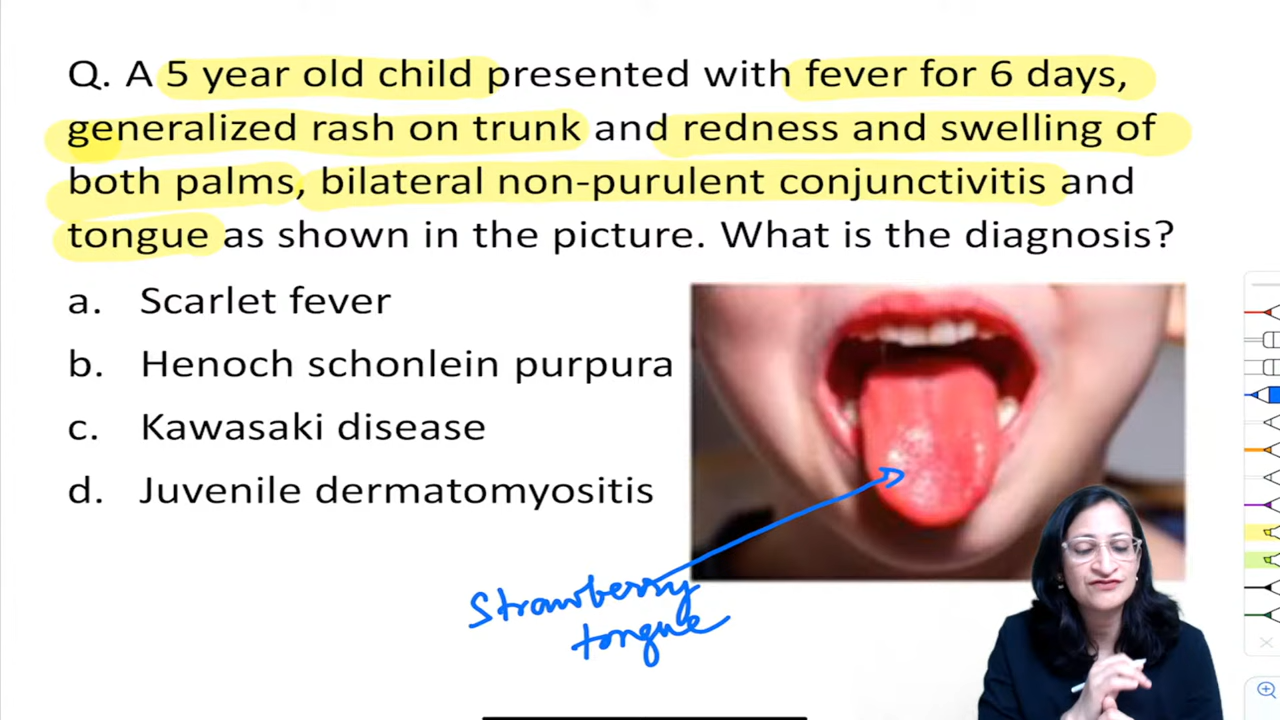 Q. A 5 year old child presented with fever for 6 days,
generalized rash on trunk and redness and swelling of
both palms, bilateral non-purulent conjunctivitis and
tongue as shown in the picture. What is the diagnosis?
a. Scarlet fever
b. Henoch schonlein purpura
c. Kawasaki disease
d. Juvenile dermatomyositis
Strawberry
tongue